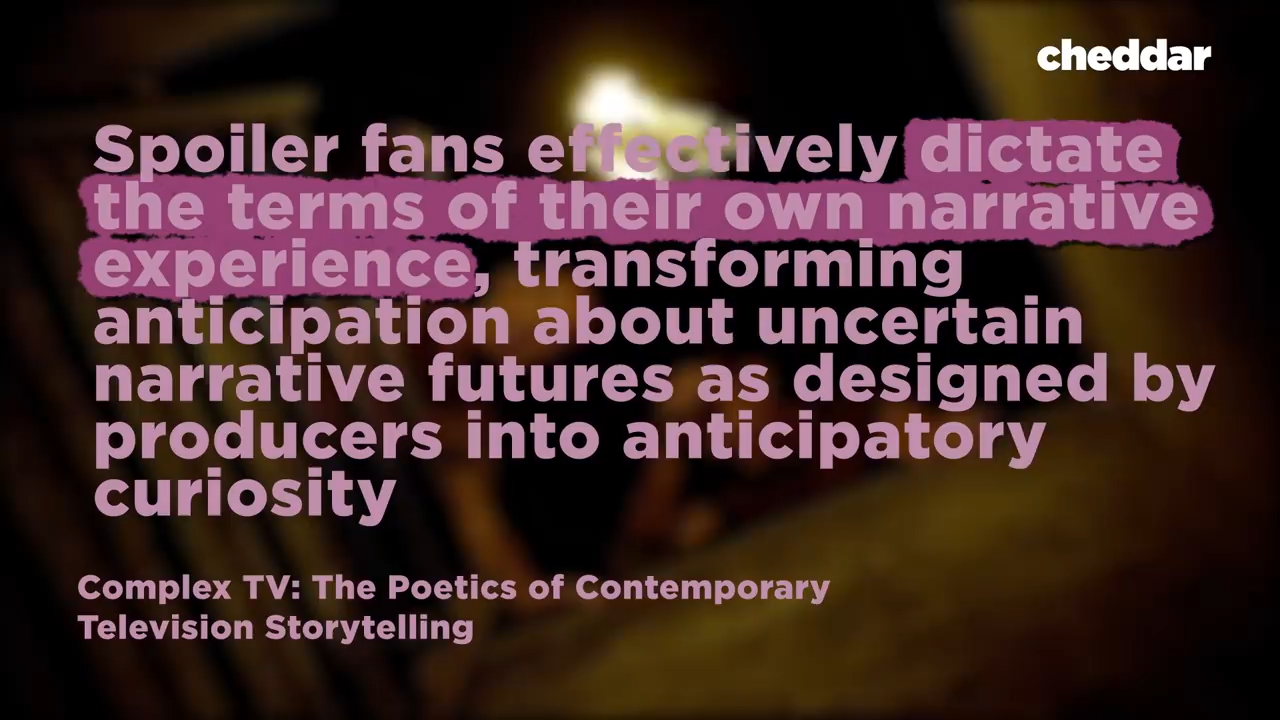 cheddar
Spoiler fans effectively dictate
the terms of their own narrative
experience, transforming
anticipation about uncertain
narrative futures as designed by
producers into anticipatory
curiosity
Complex TV: The Poetics of Contemporary
Television Storytelling